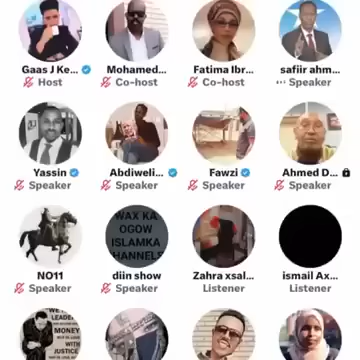 Gaas J Ke...
Mohamed...
Fatima Ibr...
safiir ahm...
Host
Co-host
Co-host
Speaker
Yassin
Abdiweli...
Fawzi
Ahmed D...
Speaker
Speaker
Speaker
Speaker
WAX KA
OGOW
ISLAMKA
CHANNELS
NO11
diin show
Zahra xsal...
ismail Ax...
Speaker
Speaker
Listener
Listener
MONEY
WITH
JUSTICE